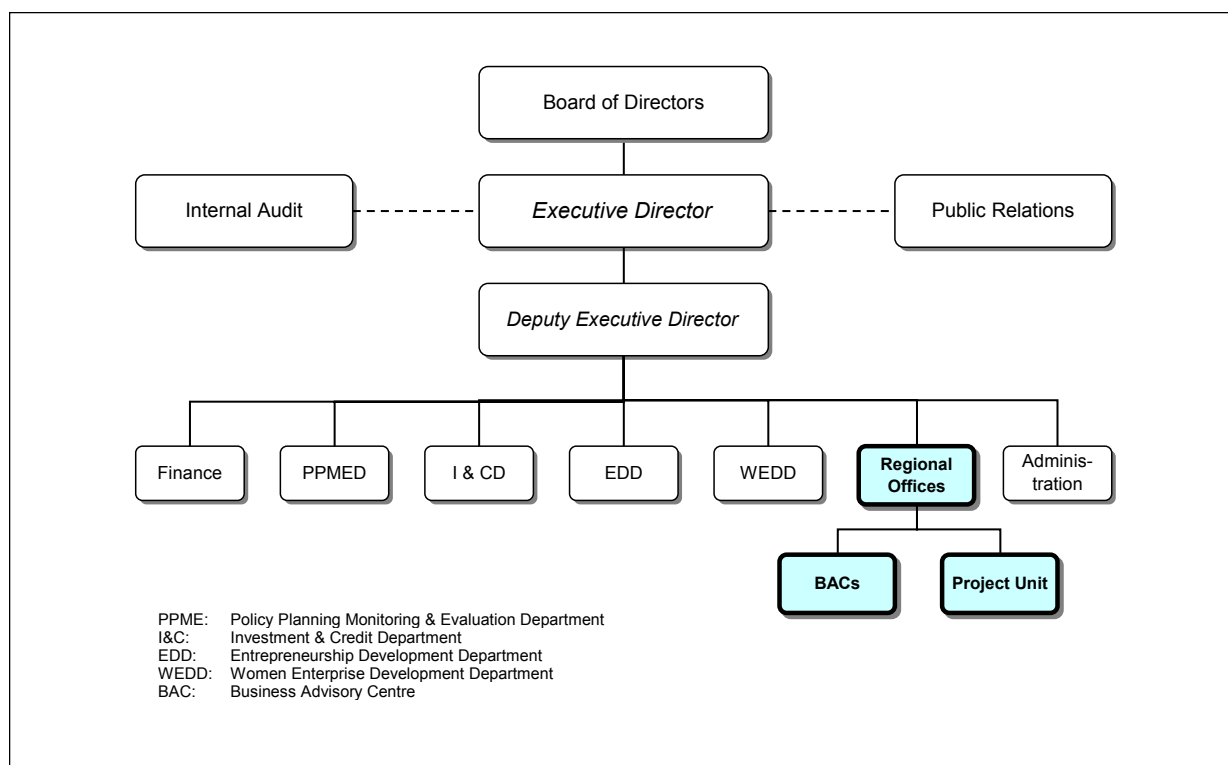 Board of Directors
Internal Audit
Executive Director
Public Relations
Deputy Executive Director
Finance
PPMED
I & CD
EDD
WEDD
Regional
Offices
Adminis-
tration
BACs
Project Unit
PPME: Policy Planning Monitoring & Evaluation Department
I&C: Investment & Credit Department
EDD: Entrepreneurship Development Department
WEDD: Women Enterprise Development Department
BAC: Business Advisory Centre